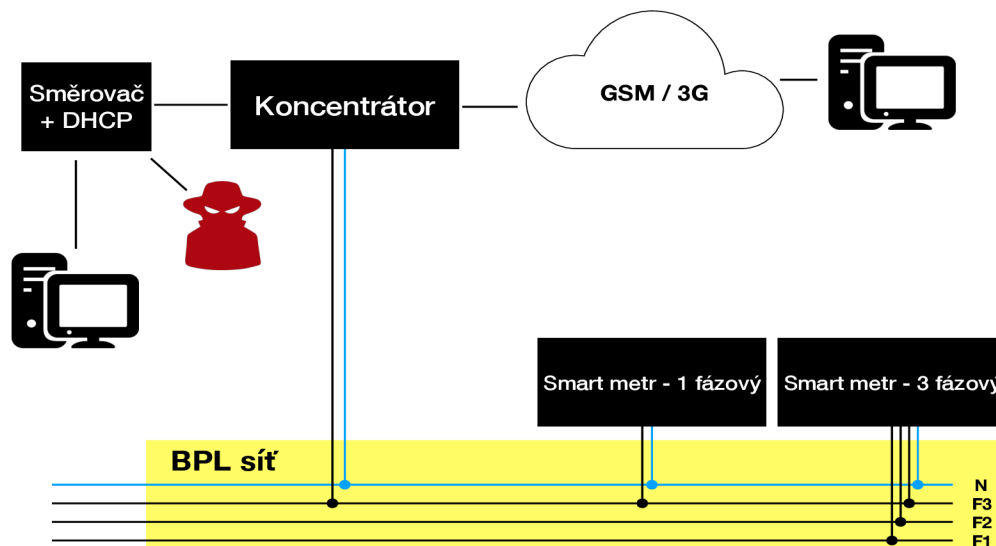 Směrovač
+ DHCP
Koncentrátor
GSM / 3G
Smart metr - 1 fázový
Smart metr - 3 fázový
BPL síť
N
F3
F2
F1